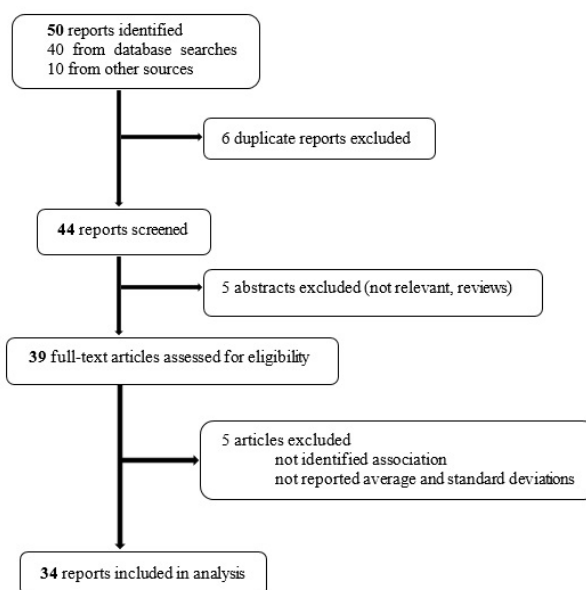 50 reports identified
40 from database searches
10 from other sources
6 duplicate reports excluded
44 reports screened
5 abstracts excluded (not relevant, reviews)
39 full-text articles assessed for eligibility
5 articles excluded
not identified association
not reported average and standard deviations
34 reports included in analysis